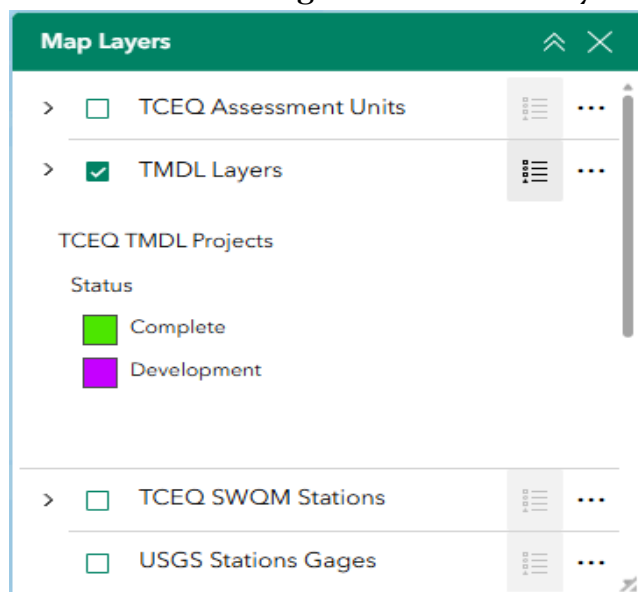 Map Layers
TCEQ Assessment Units
TMDL Layers
TCEQ TMDL Projects
Status
Complete
Development
TCEQ SWQM Stations
USGS Stations Gages